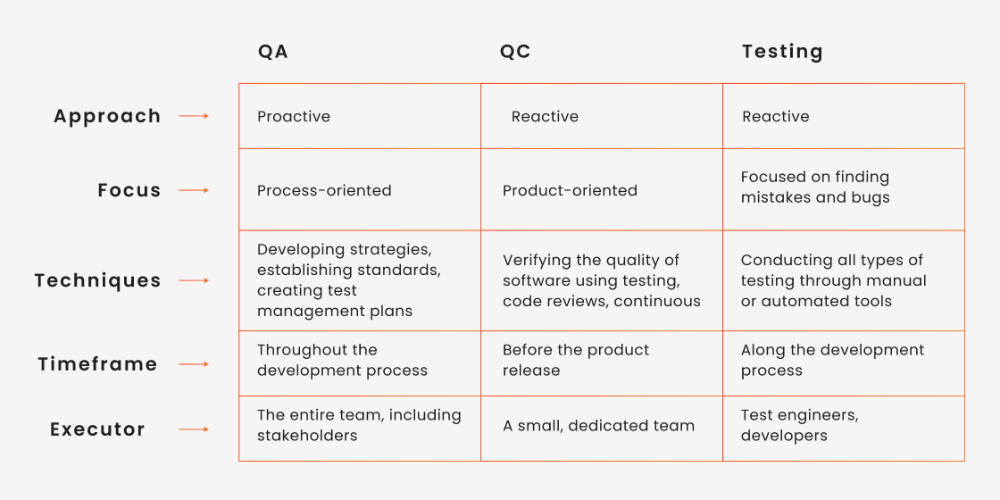 QA QC Testing
Approach Proactive Reactive Reactive
Focus Process-oriented Product-oriented Focused on finding
mistakes and bugs
Techniques
Developing strategies,
establishing standards,
creating test
management plans
Verifying the quality of
software using testing,
code reviews, continuous
Conducting all types of
testing through manual
or automated tools
Timeframe
Throughout the
development process
Before the product
release
Along the development
process
Executor
The entire team, including
stakeholders
A small, dedicated team
Test engineers,
developers